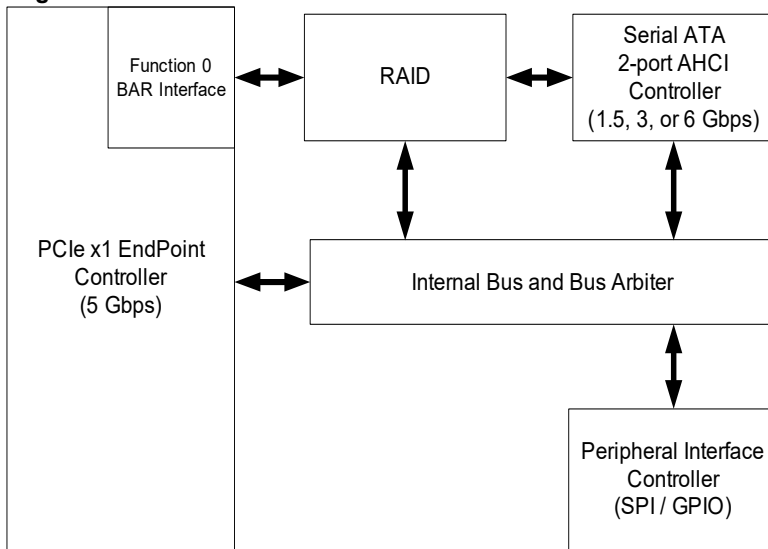 Function 0
BAR Interface
RAID
Serial ATA
2-port AHCI
Controller
(1.5, 3, or 6 Gbps)
PCIe x1 EndPoint
Controller
(5 Gbps)
Internal Bus and Bus Arbiter
Peripheral Interface
Controller
(SPI / GPIO)